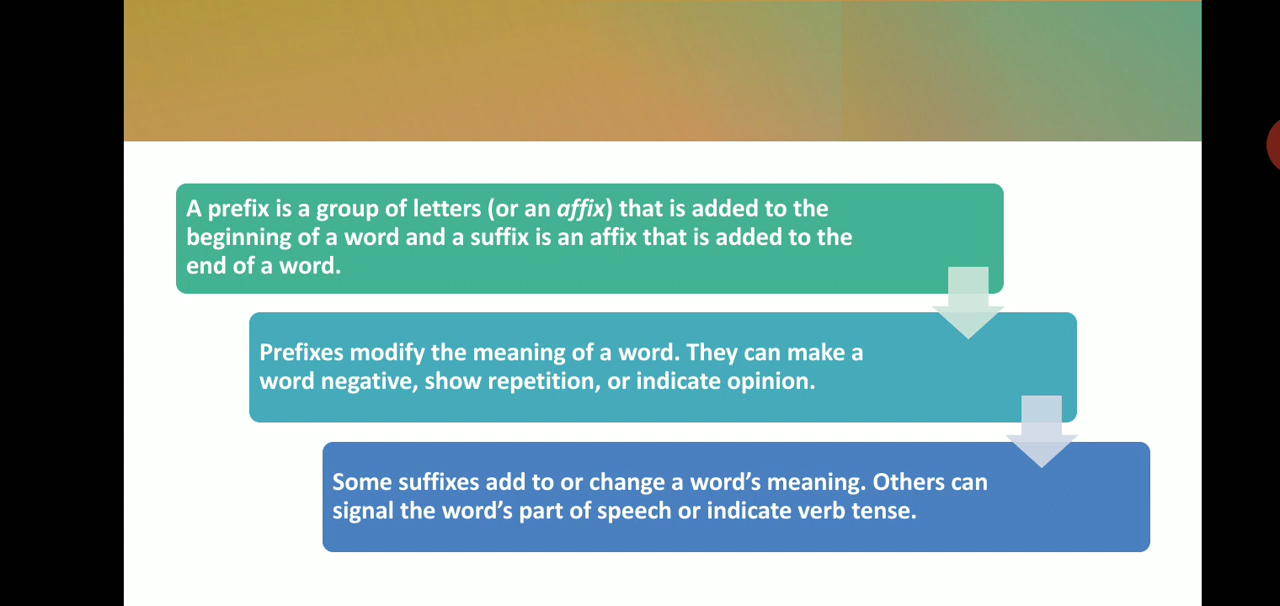 A prefix is a group of letters (or an affix) that is added to the
beginning of a word and a suffix is an affix that is added to the
end of a word.
Prefixes modify the meaning of a word. They can make a
word negative, show repetition, or indicate opinion.
Some suffixes add to or change a word’s meaning. Others can
signal the word’s part of speech or indicate verb tense.